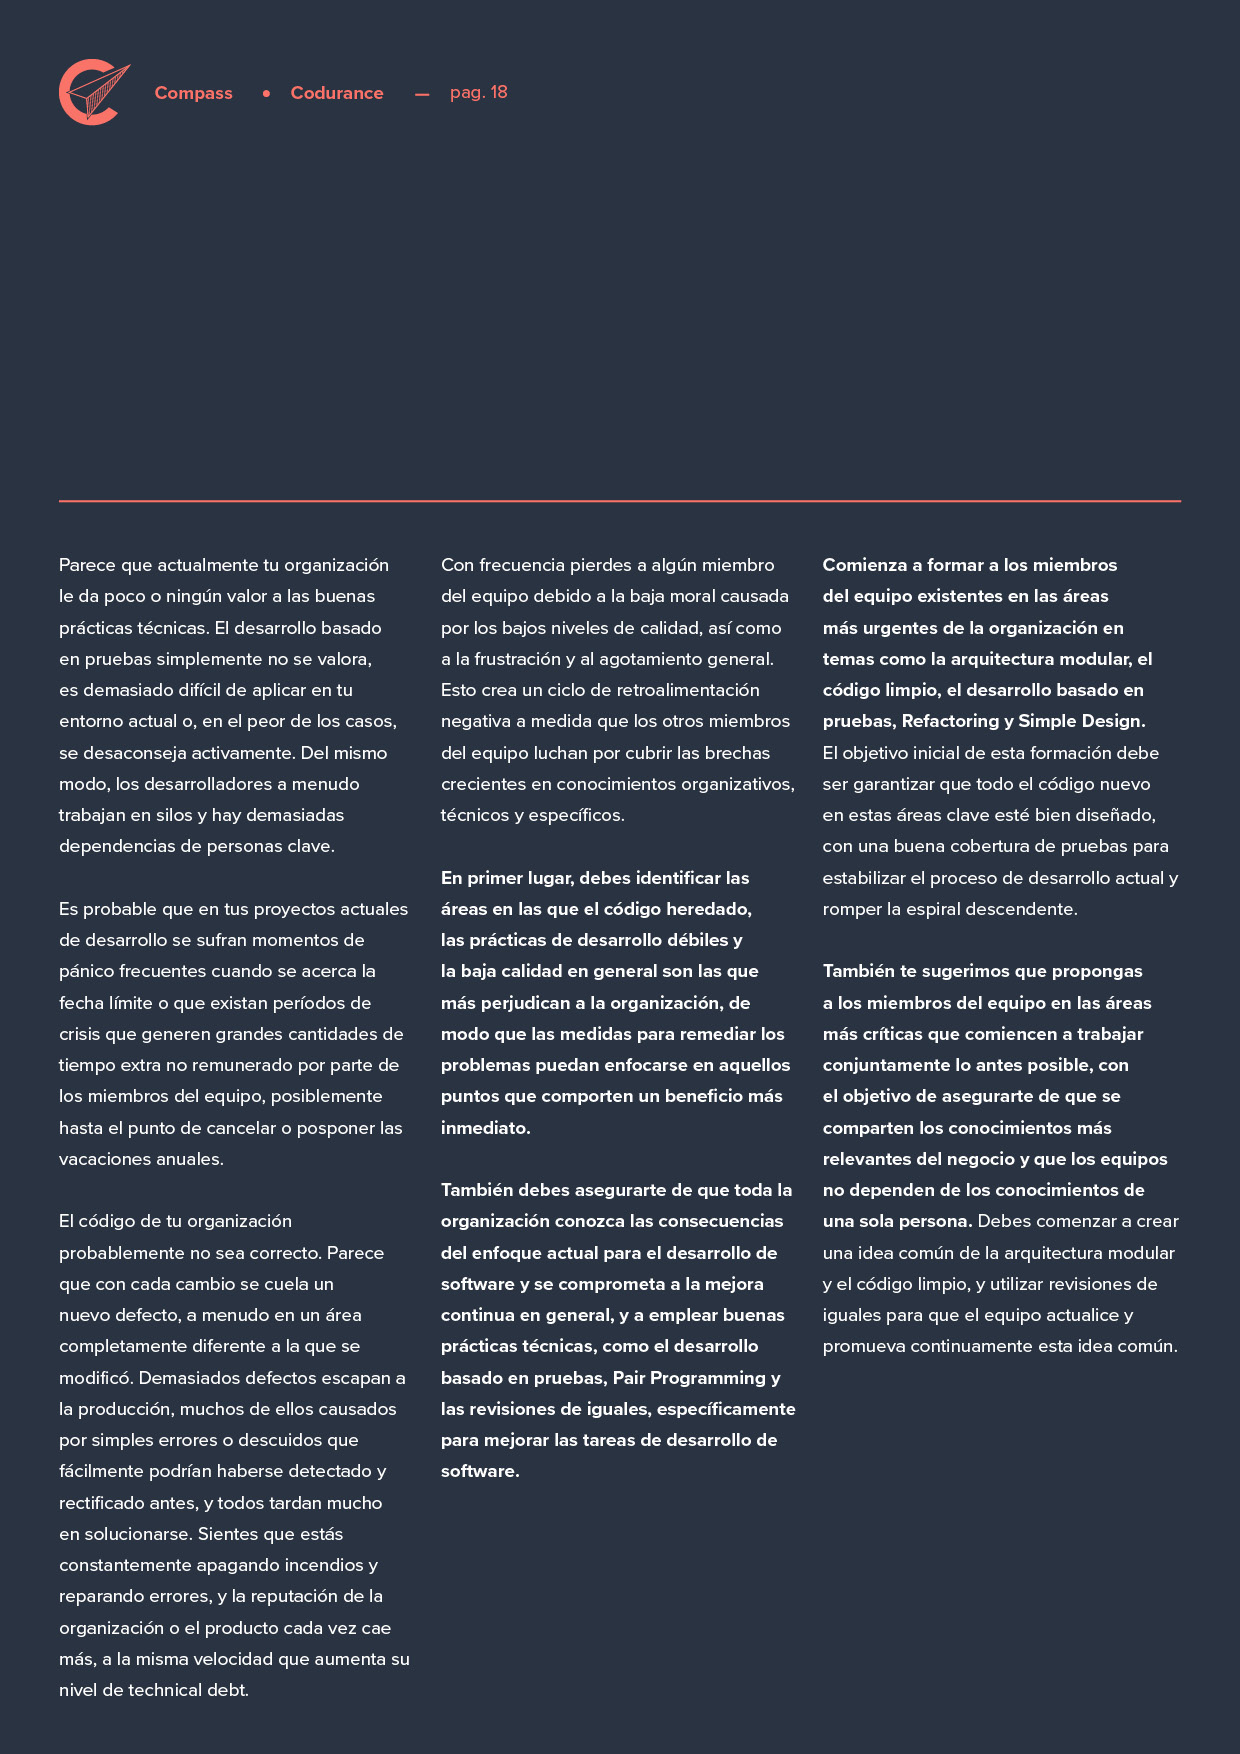 Compass • Codurance — pag. 18
Parece que actualmente tu organización
le da poco o ningún valor a las buenas
prácticas técnicas. El desarrollo basado
en pruebas simplemente no se valora,
es demasiado difícil de aplicar en tu
entorno actual o, en el peor de los casos,
se desaconseja activamente. Del mismo
modo, los desarrolladores a menudo
trabajan en silos y hay demasiadas
dependencias de personas clave.
Es probable que en tus proyectos actuales
de desarrollo se sufran momentos de
pánico frecuentes cuando se acerca la
fecha límite o que existan períodos de
crisis que generen grandes cantidades de
tiempo extra no remunerado por parte de
los miembros del equipo, posiblemente
hasta el punto de cancelar o posponer las
vacaciones anuales.
El código de tu organización
probablemente no sea correcto. Parece
que con cada cambio se cuela un
nuevo defecto, a menudo en un área
completamente diferente a la que se
modificó. Demasiados defectos escapan a
la producción, muchos de ellos causados
por simples errores o descuidos que
fácilmente podrían haberse detectado y
rectificado antes, y todos tardan mucho
en solucionarse. Sientes que estás
constantemente apagando incendios y
reparando errores, y la reputación de la
organización o el producto cada vez cae
más, a la misma velocidad que aumenta su
nivel de technical debt.
Con frecuencia pierdes a algún miembro
del equipo debido a la baja moral causada
por los bajos niveles de calidad, así como
a la frustración y al agotamiento general.
Esto crea un ciclo de retroalimentación
negativa a medida que los otros miembros
del equipo luchan por cubrir las brechas
crecientes en conocimientos organizativos,
técnicos y específicos.
En primer lugar, debes identificar las
áreas en las que el código heredado,
las prácticas de desarrollo débiles y
la baja calidad en general son las que
más perjudican a la organización, de
modo que las medidas para remediar los
problemas puedan enfocarse en aquellos
puntos que comporten un beneficio más
inmediato.
También debes asegurarte de que toda la
organización conozca las consecuencias
del enfoque actual para el desarrollo de
software y se comprometa a la mejora
continua en general, y a emplear buenas
prácticas técnicas, como el desarrollo
basado en pruebas, Pair Programming y
las revisiones de iguales, específicamente
para mejorar las tareas de desarrollo de
software.
Comienza a formar a los miembros
del equipo existentes en las áreas
más urgentes de la organización en
temas como la arquitectura modular, el
código limpio, el desarrollo basado en
pruebas, Refactoring y Simple Design.
El objetivo inicial de esta formación debe
ser garantizar que todo el código nuevo
en estas áreas clave esté bien diseñado,
con una buena cobertura de pruebas para
estabilizar el proceso de desarrollo actual y
romper la espiral descendente.
También te sugerimos que propongas
a los miembros del equipo en las áreas
más críticas que comiencen a trabajar
conjuntamente lo antes posible, con
el objetivo de asegurarte de que se
comparten los conocimientos más
relevantes del negocio y que los equipos
no dependen de los conocimientos de
una sola persona. Debes comenzar a crear
una idea común de la arquitectura modular
y el código limpio, y utilizar revisiones de
iguales para que el equipo actualice y
promueva continuamente esta idea común.